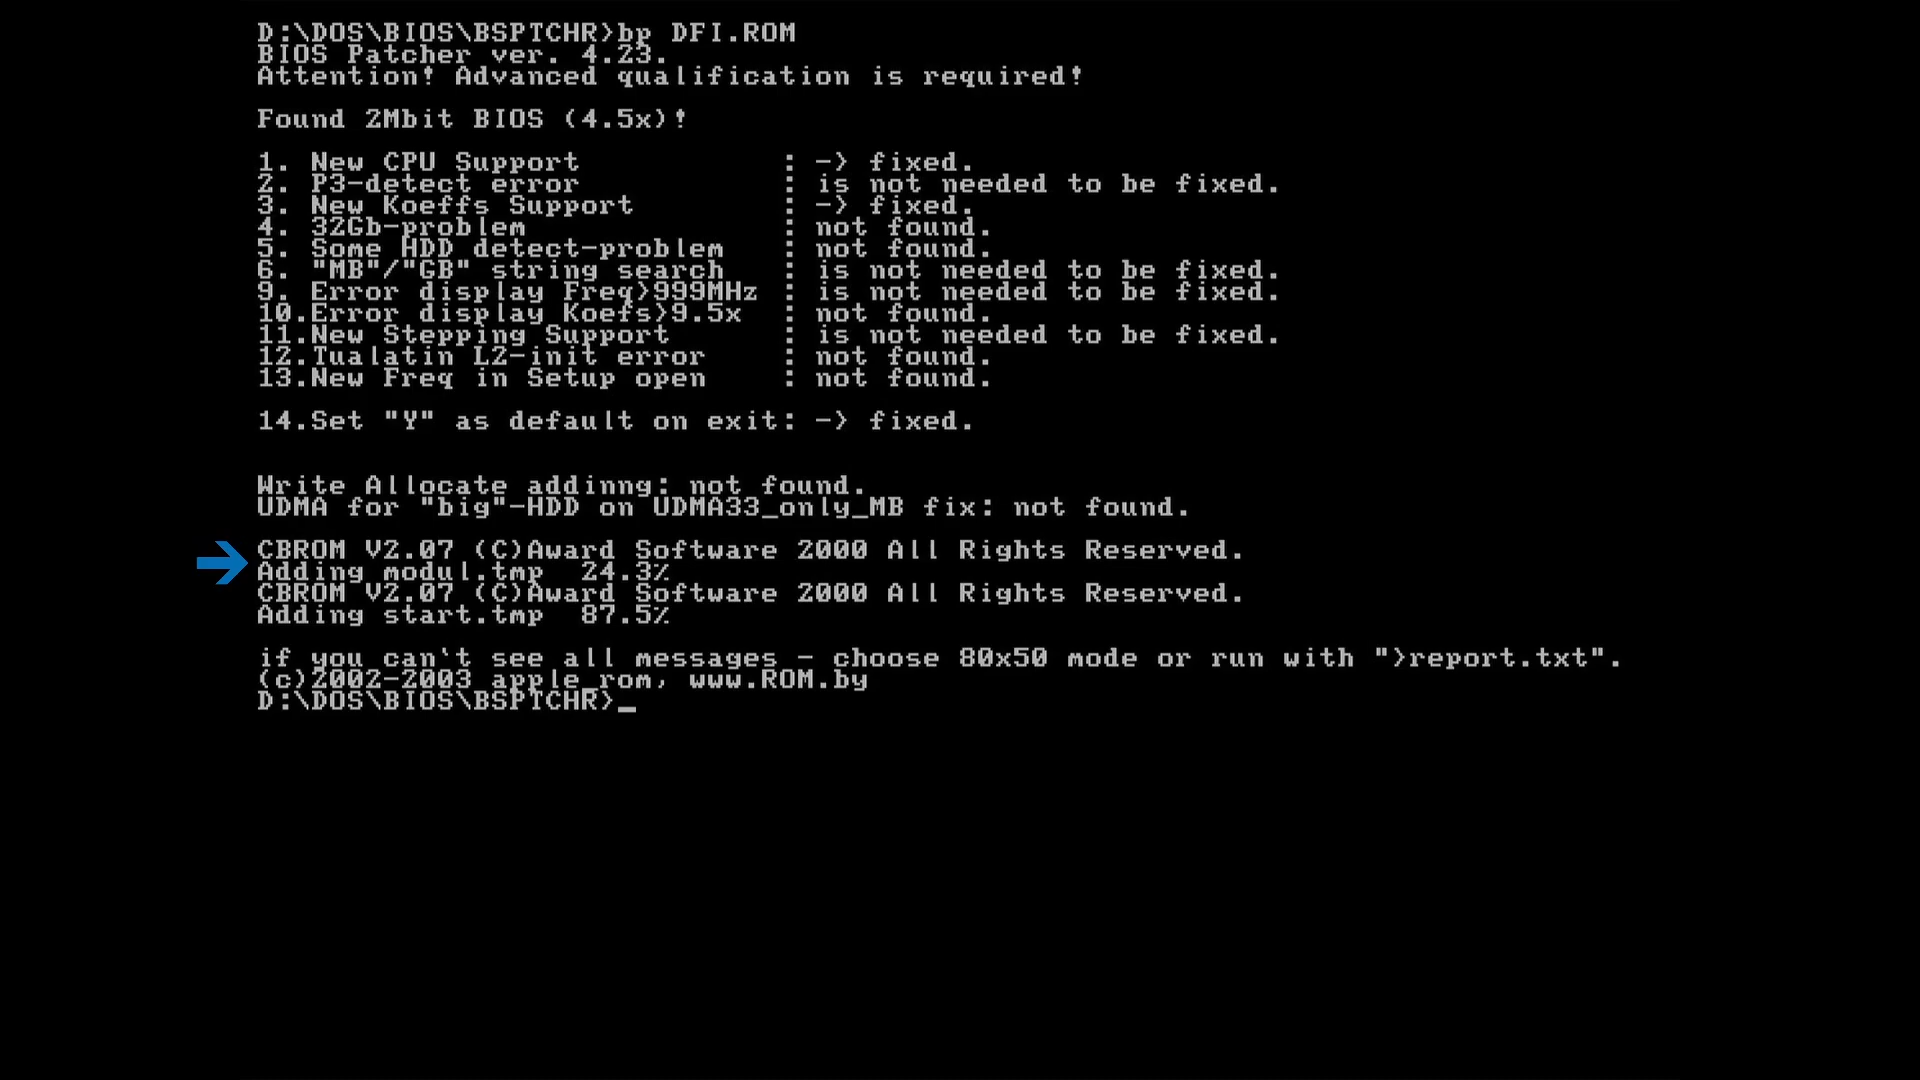 D:\DOS\BIOS\BSPTCHR>bp DFI.ROM
BIOS Patcher ver. 4.23.
Attention! Advanced qualification is required!
Found 2Mbit BIOS (4.5x)!
1. New CPU Support : -> fixed.
2. P3-detect error : is not needed to be fixed.
3. New Koeffs Support : -> fixed.
4. 32Gb-problem : not found.
5. Some HDD detect-problem : not found.
6. "MB"/"GB" string search : is not needed to be fixed.
9. Error display Freq>999MHz : is not needed to be fixed.
10.Error display Koefs>9.5x : not found.
11.New Stepping Support : is not needed to be fixed.
12.Tualatin L2-init error : not found.
13.New Freq in Setup open : not found.
14.Set "Y" as default on exit: -> fixed.
Write Allocate addinng: not found.
UDMA for "big"-HDD on UDMA33_only_MB fix: not found.
CBROM V2.07 (C)Award Software 2000 All Rights Reserved.
Adding modul.tmp 24.3%
CBROM V2.07 (C)Award Software 2000 All Rights Reserved.
Adding start.tmp 87.5%
if you can't see all messages - choose 80x50 mode or run with ">report.txt".
(c)2002-2003 apple_rom, www.ROM.by
D:\DOS\BIOS\BSPTCHR>_